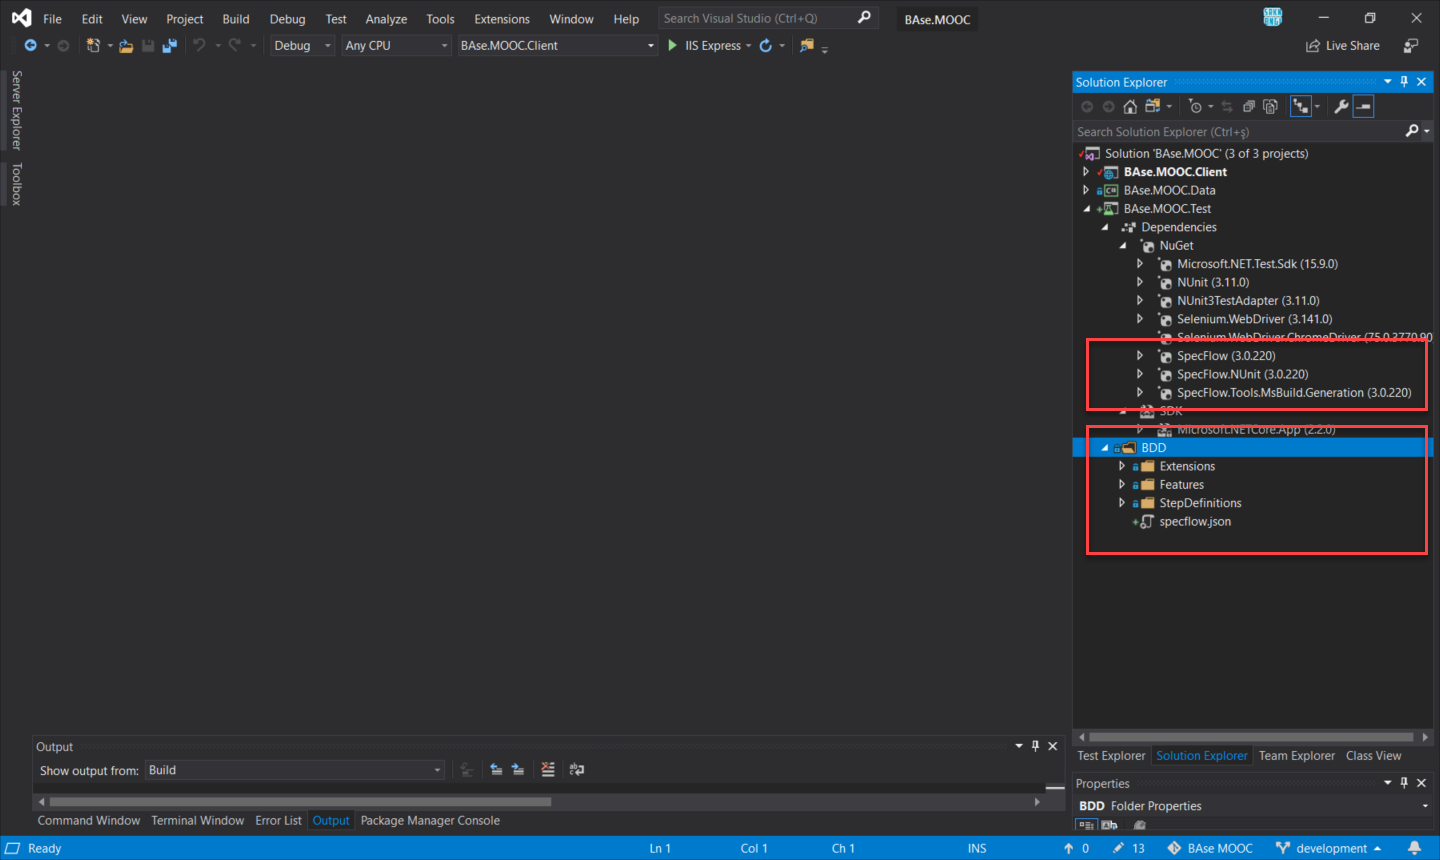 File Edit View Project Build Debug Test Analyze Tools Extensions Window Help Search Visual Studio (Ctrl+Q) BAse.MOOC
Debug Any CPU BAse.MOOC.Client IIS Express Live Share
Server Explorer
Toolbox
Solution Explorer
Search Solution Explorer (Ctrl+ş)
Solution 'BAse.MOOC' (3 of 3 projects)
BAse.MOOC.Client
BAse.MOOC.Data
BAse.MOOC.Test
Dependencies
NuGet
Microsoft.NET.Test.Sdk (15.9.0)
NUnit (3.11.0)
NUnit3TestAdapter (3.11.0)
Selenium.WebDriver (3.141.0)
Selenium.WebDriver.ChromeDriver (75.0.3770.90
SpecFlow (3.0.220)
SpecFlow.NUnit (3.0.220)
SpecFlow.Tools.MsBuild.Generation (3.0.220)
SDK
Microsoft.NETCore.App (2.2.0)
BDD
Extensions
Features
StepDefinitions
specflow.json
Test Explorer Solution Explorer Team Explorer Class View
Properties
BDD Folder Properties
Output
Show output from: Build
Command Window Terminal Window Error List Output Package Manager Console
Ready Ln 1 Col 1 Ch 1 INS 0 13 BAse MOOC development